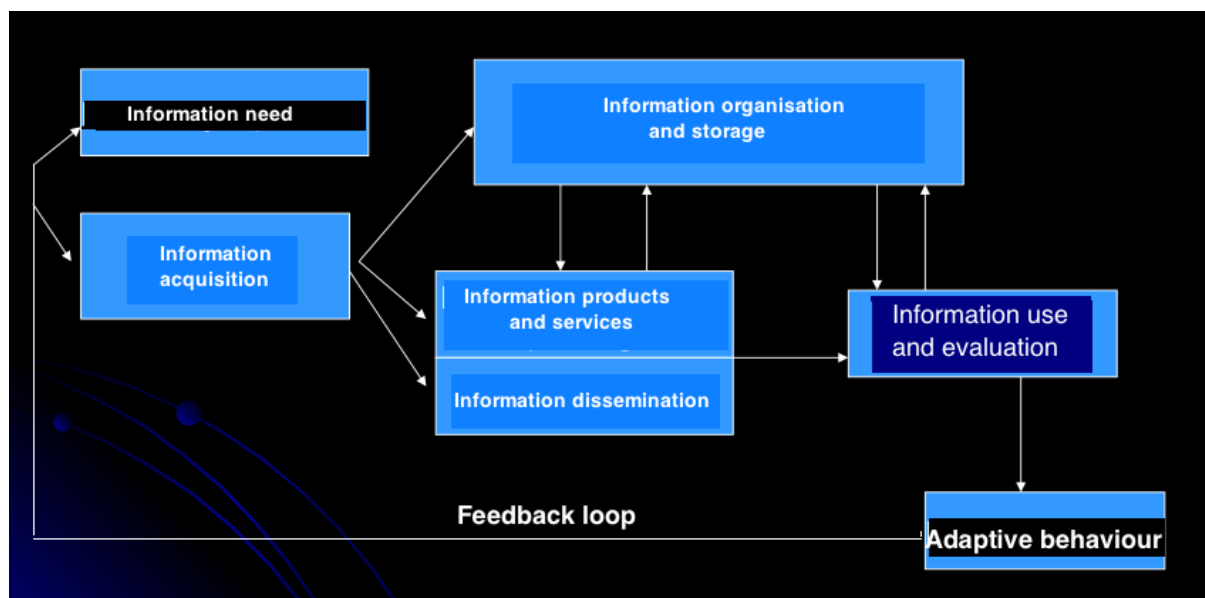 Information need
Information organisation
and storage
Information
acquisition
Information products
and services
Information use
and evaluation
Information dissemination
Feedback loop
Adaptive behaviour